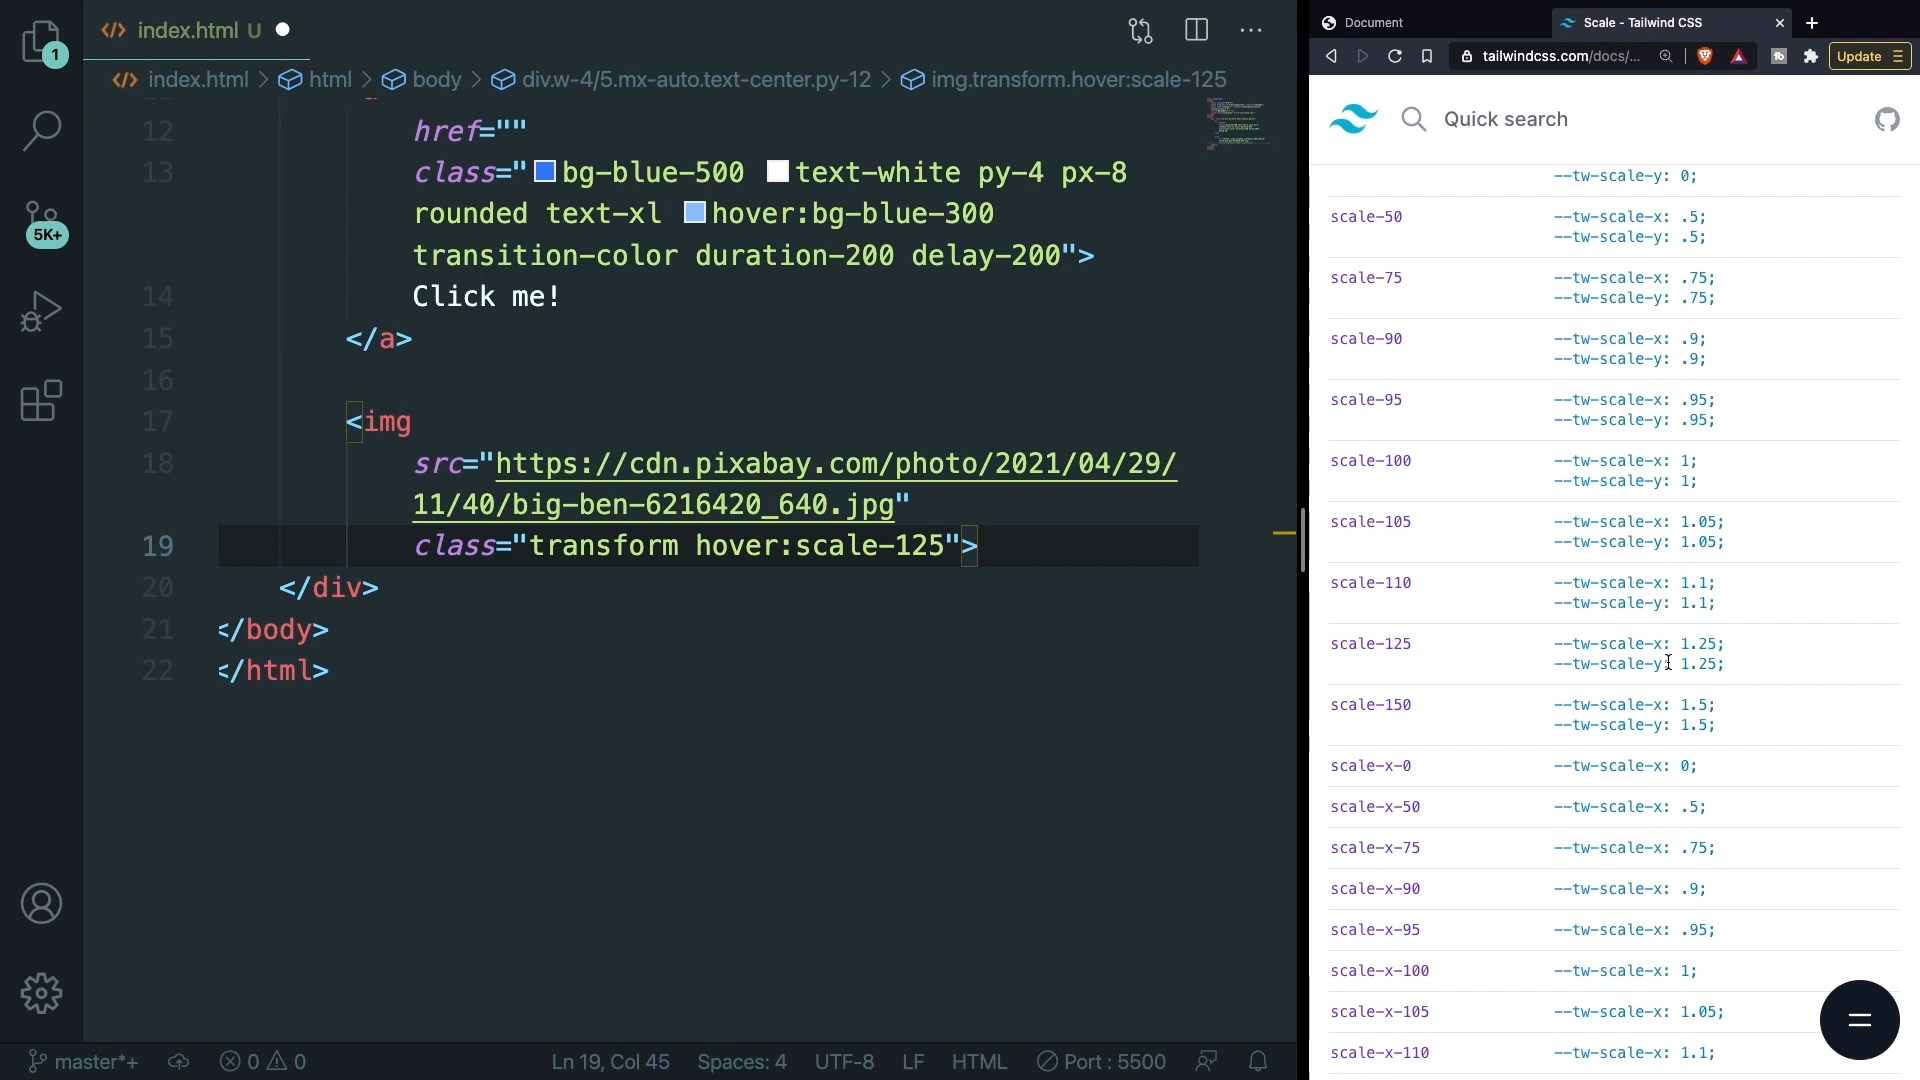 1
5K+
index.html U
index.html > html > body > div.w-4/5.mx-auto.text-center.py-12 > img.transform.hover:scale-125
12 href=""
13 class="bg-blue-500 text-white py-4 px-8
rounded text-xl hover:bg-blue-300
transition-color duration-200 delay-200">
14 Click me!
15 </a>
16
17 <img
18 src="https://cdn.pixabay.com/photo/2021/04/29/
11/40/big-ben-6216420_640.jpg"
19 class="transform hover:scale-125">
20 </div>
21 </body>
22 </html>
master*+ 0 0 Ln 19, Col 45 Spaces: 4 UTF-8 LF HTML Port : 5500
Document
Scale - Tailwind CSS
tailwindcss.com/docs/...
Update
Quick search
--tw-scale-y: 0;
scale-50 --tw-scale-x: .5;
--tw-scale-y: .5;
scale-75 --tw-scale-x: .75;
--tw-scale-y: .75;
scale-90 --tw-scale-x: .9;
--tw-scale-y: .9;
scale-95 --tw-scale-x: .95;
--tw-scale-y: .95;
scale-100 --tw-scale-x: 1;
--tw-scale-y: 1;
scale-105 --tw-scale-x: 1.05;
--tw-scale-y: 1.05;
scale-110 --tw-scale-x: 1.1;
--tw-scale-y: 1.1;
scale-125 --tw-scale-x: 1.25;
--tw-scale-y: 1.25;
scale-150 --tw-scale-x: 1.5;
--tw-scale-y: 1.5;
scale-x-0 --tw-scale-x: 0;
scale-x-50 --tw-scale-x: .5;
scale-x-75 --tw-scale-x: .75;
scale-x-90 --tw-scale-x: .9;
scale-x-95 --tw-scale-x: .95;
scale-x-100 --tw-scale-x: 1;
scale-x-105 --tw-scale-x: 1.05;
scale-x-110 --tw-scale-x: 1.1;